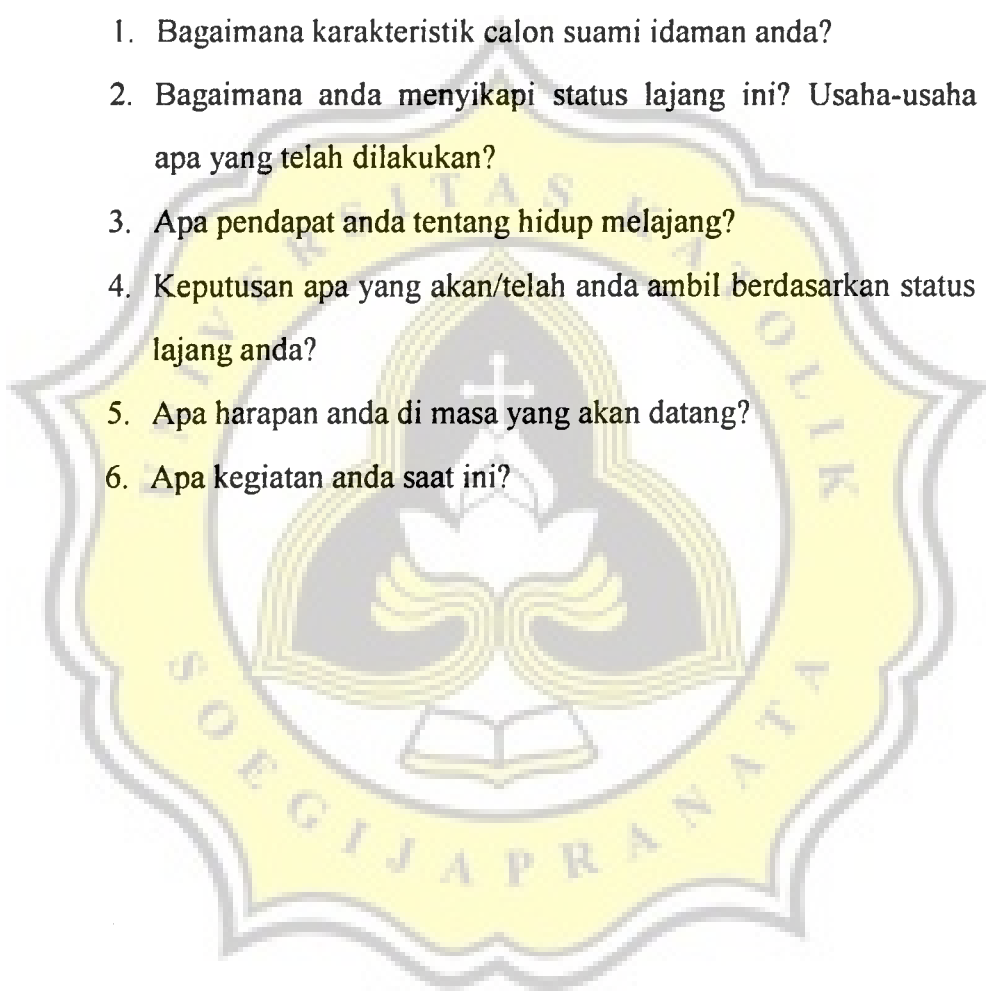 1. Bagaimana karakteristik calon suami idaman anda?
2. Bagaimana anda menyikapi status lajang ini? Usaha-usaha
apa yang telah dilakukan?
3. Apa pendapat anda tentang hidup melajang?
4. Keputusan apa yang akan/telah anda ambil berdasarkan status
lajang anda?
5. Apa harapan anda di masa yang akan datang?
6. Apa kegiatan anda saat ini?
UNIVERSITAS KATOLIK
SOEGIJAPRANATA